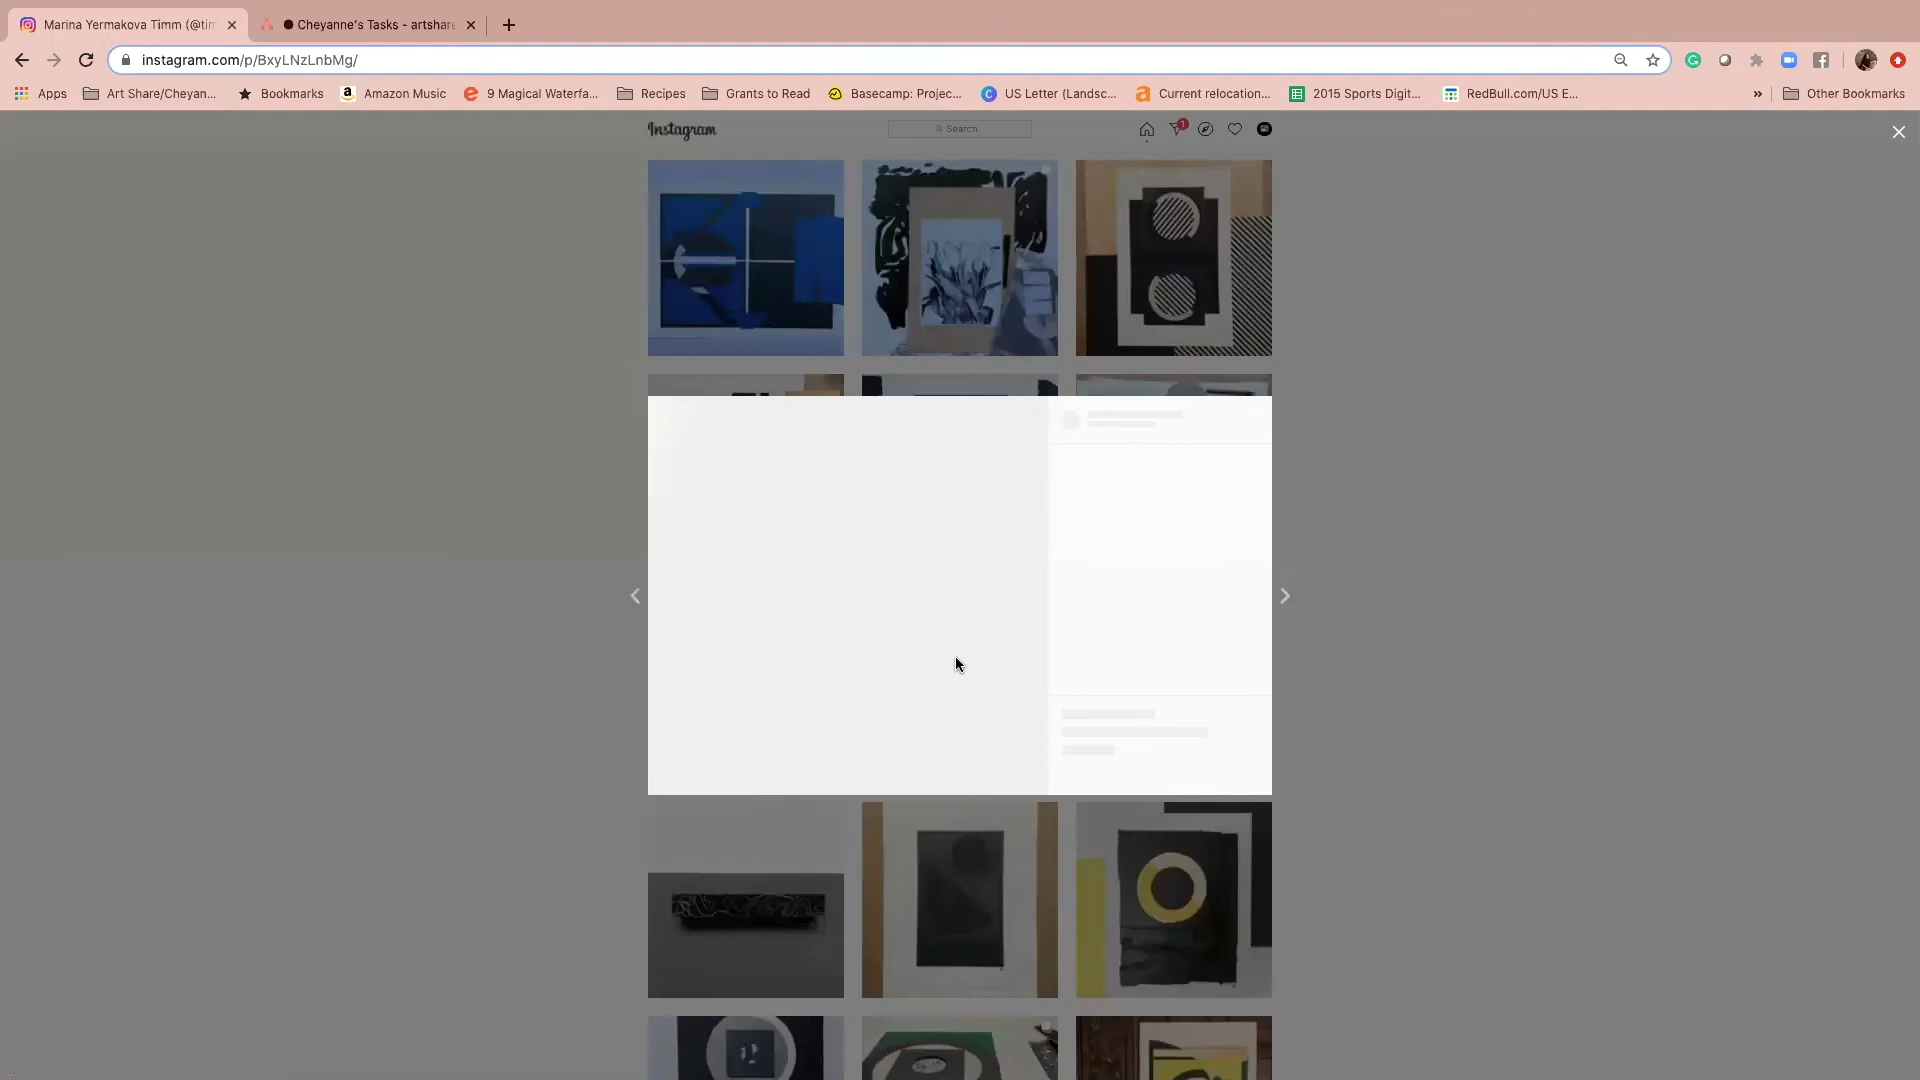 Marina Yermakova Timm (@tim
Cheyanne's Tasks - artshare
instagram.com/p/BxyLNzLnbMg/
Apps
Art Share/Cheyan...
Bookmarks
Amazon Music
9 Magical Waterfa...
Recipes
Grants to Read
Basecamp: Projec...
US Letter (Landsc...
Current relocation...
2015 Sports Digit...
RedBull.com/US E...
»
Other Bookmarks
Instagram
Search
1